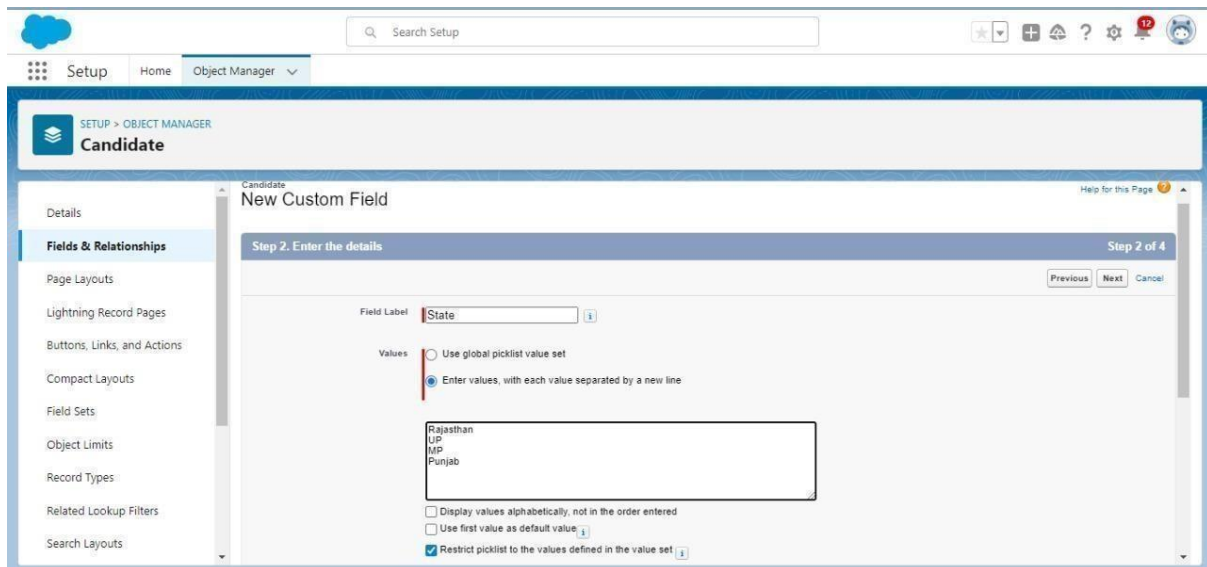 Search Setup
12
Setup
Home
Object Manager
SETUP > OBJECT MANAGER
Candidate
Details
Fields & Relationships
Page Layouts
Lightning Record Pages
Buttons, Links, and Actions
Compact Layouts
Field Sets
Object Limits
Record Types
Related Lookup Filters
Search Layouts
Candidate
New Custom Field
Help for this Page ?
Step 2. Enter the details Step 2 of 4
Previous Next Cancel
Field Label State i
Values Use global picklist value set
Enter values, with each value separated by a new line
Rajasthan
UP
MP
Punjab
Display values alphabetically, not in the order entered
Use first value as default value i
Restrict picklist to the values defined in the value set i